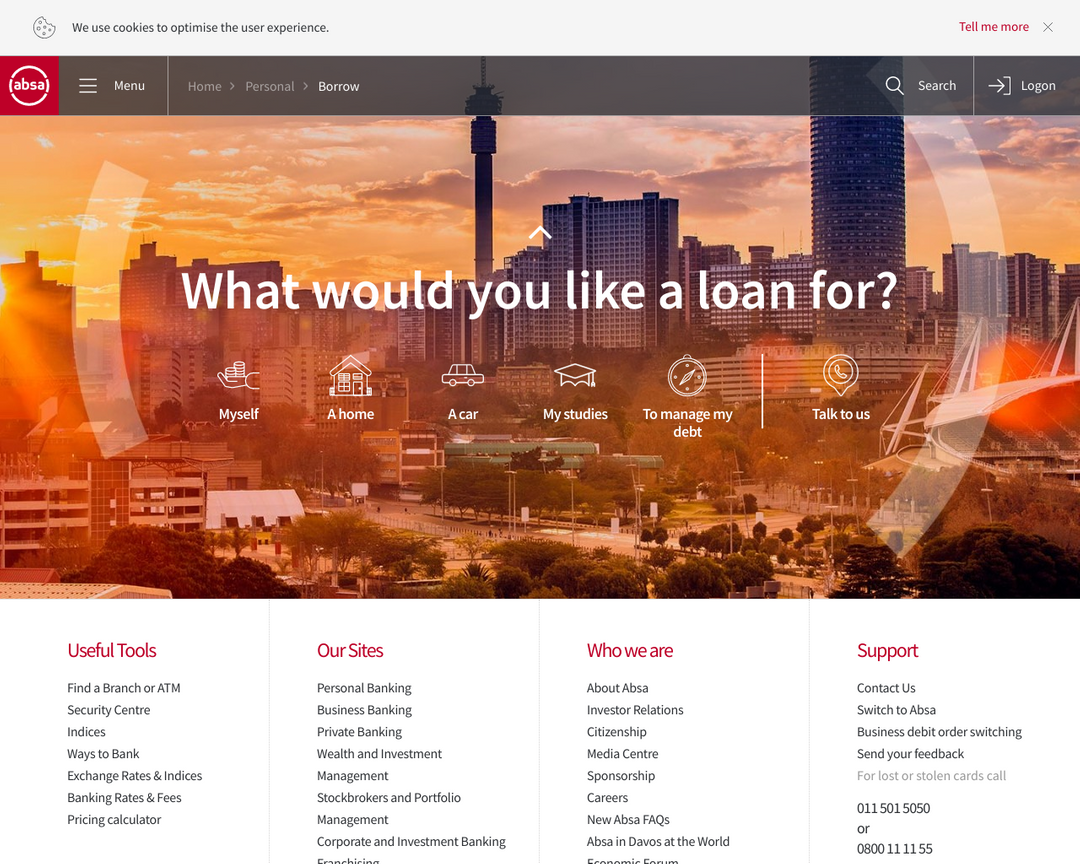 We use cookies to optimise the user experience.
Tell me more
absa
Menu
Home
Personal
Borrow
Search
Logon
What would you like a loan for?
Myself
A home
A car
My studies
To manage my
debt
Talk to us
Useful Tools
Find a Branch or ATM
Security Centre
Indices
Ways to Bank
Exchange Rates & Indices
Banking Rates & Fees
Pricing calculator
Our Sites
Personal Banking
Business Banking
Private Banking
Wealth and Investment
Management
Stockbrokers and Portfolio
Management
Corporate and Investment Banking
Franchising
Who we are
About Absa
Investor Relations
Citizenship
Media Centre
Sponsorship
Careers
New Absa FAQs
Absa in Davos at the World
Economic Forum
Support
Contact Us
Switch to Absa
Business debit order switching
Send your feedback
For lost or stolen cards call
011 501 5050
or
0800 11 11 55